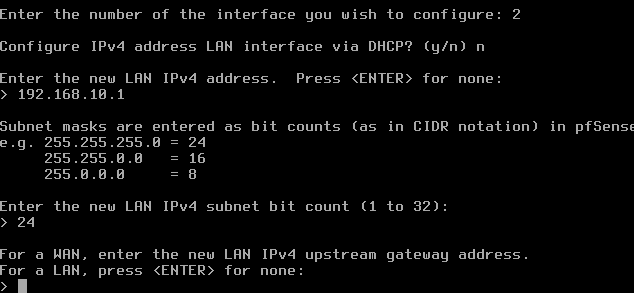 Enter the number of the interface you wish to configure: 2
Configure IPv4 address LAN interface via DHCP? (y/n) n
Enter the new LAN IPv4 address.  Press <ENTER> for none:
> 192.168.10.1
Subnet masks are entered as bit counts (as in CIDR notation) in pfSense
e.g. 255.255.255.0 = 24
255.255.0.0   = 16
255.0.0.0     = 8
Enter the new LAN IPv4 subnet bit count (1 to 32):
> 24
For a WAN, enter the new LAN IPv4 upstream gateway address.
For a LAN, press <ENTER> for none:
>